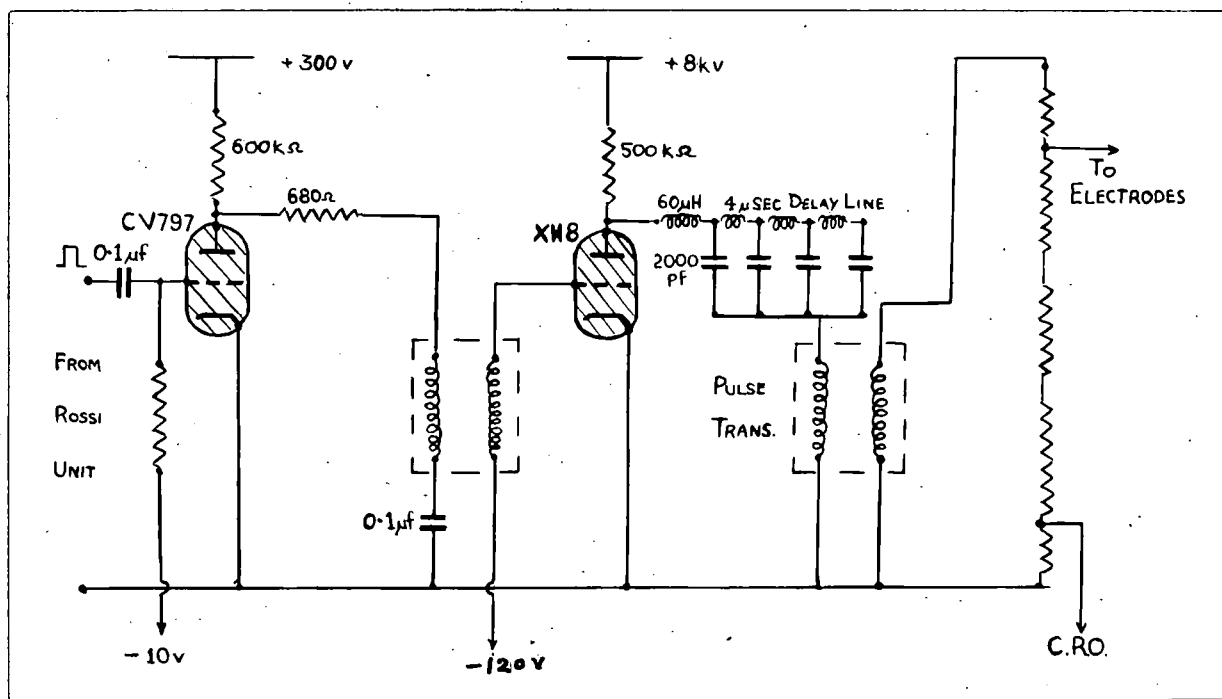 +300v
+8kv
600kΩ
500kΩ
680Ω
60μH 4μSEC DELAY LINE
TO
ELECTRODES
CV797
XH8
0·1μf
2000
PF
FROM
ROSSI
UNIT
PULSE
TRANS.
0·1μf
-10v
-120v
C.R.O.